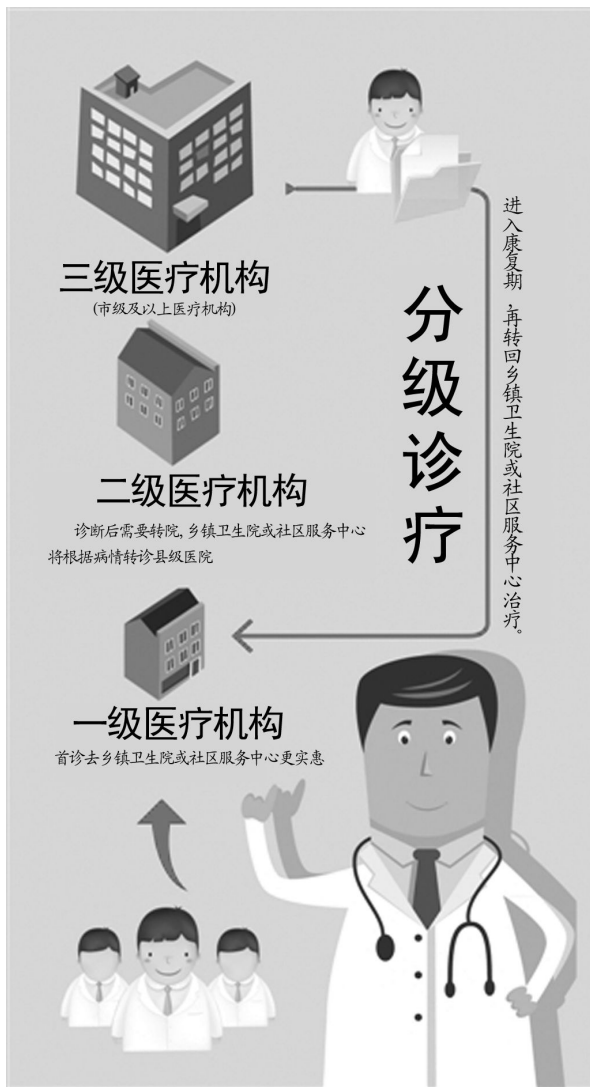 三级医疗机构
(市级及以上医疗机构)
二级医疗机构
诊断后需要转院,乡镇卫生院或社区服务中心
将根据病情转诊县级医院
一级医疗机构
首诊去乡镇卫生院或社区服务中心更实惠
分级诊疗
进入康复期,再转回乡镇卫生院或社区服务中心治疗。